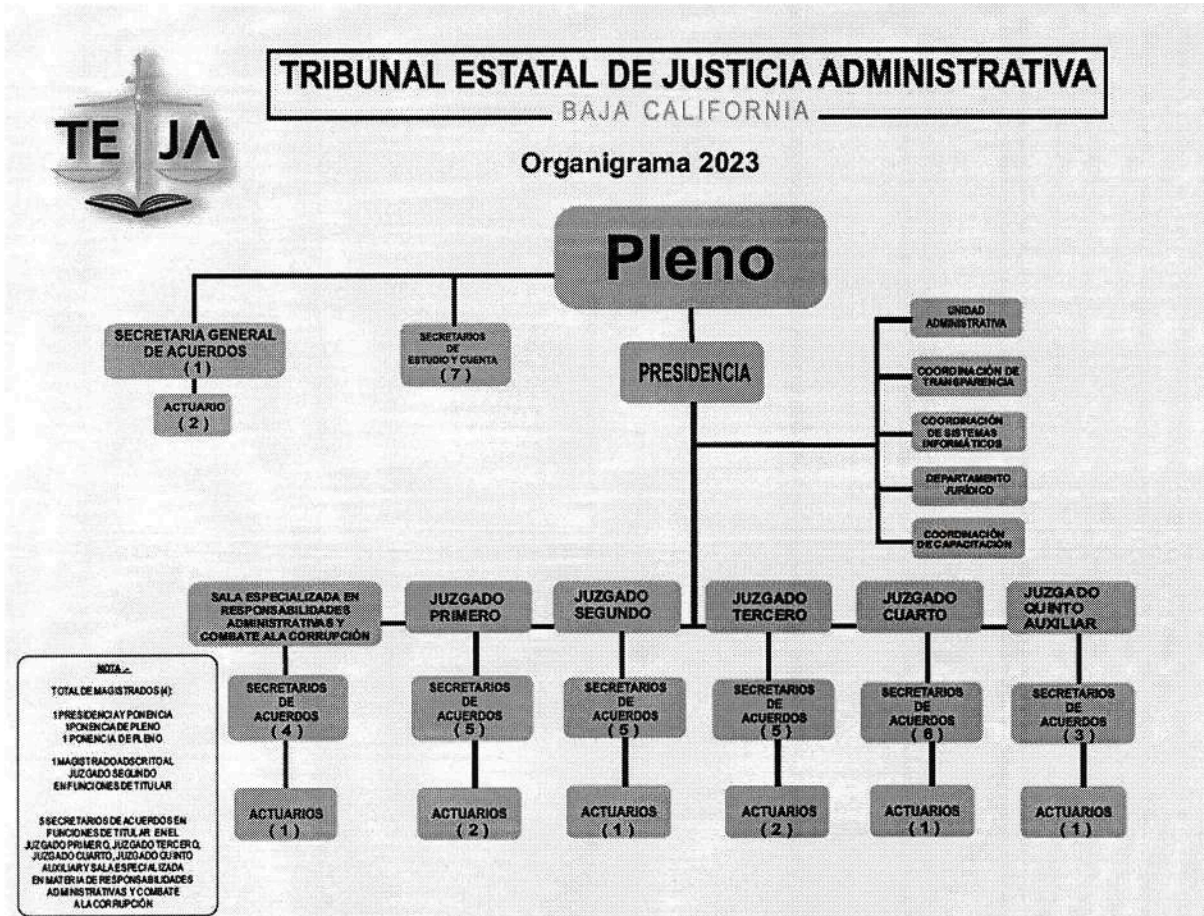 TE JA
TRIBUNAL ESTATAL DE JUSTICIA ADMINISTRATIVA
BAJA CALIFORNIA
Organigrama 2023
Pleno
SECRETARIA GENERAL
DE ACUERDOS
( 1 )
ACTUARIO
( 2 )
SECRETARIOS
DE
ESTUDIO Y CUENTA
( 7 )
PRESIDENCIA
UNIDAD
ADMINISTRATIVA
COORDINACIÓN DE
TRANSPARENCIA
COORDINACIÓN
DE SISTEMAS
INFORMÁTICOS
DEPARTAMENTO
JURÍDICO
COORDINACIÓN
DE CAPACITACIÓN
SALA ESPECIALIZADA EN
RESPONSABILIDADES
ADMINISTRATIVAS Y
COMBATE ALA CORRUPCIÓN
JUZGADO
PRIMERO
JUZGADO
SEGUNDO
JUZGADO
TERCERO
JUZGADO
CUARTO
JUZGADO
QUINTO
AUXILIAR
SECRETARIOS
DE
ACUERDOS
( 4 )
SECRETARIOS
DE
ACUERDOS
( 5 )
SECRETARIOS
DE
ACUERDOS
( 5 )
SECRETARIOS
DE
ACUERDOS
( 5 )
SECRETARIOS
DE
ACUERDOS
( 6 )
SECRETARIOS
DE
ACUERDOS
( 3 )
ACTUARIOS
( 1 )
ACTUARIOS
( 2 )
ACTUARIOS
( 1 )
ACTUARIOS
( 2 )
ACTUARIOS
( 1 )
ACTUARIOS
( 1 )
NOTA .-
TOTAL DE MAGISTRADOS (4):
1 PRESIDENCIA Y PONENCIA
1 PONENCIA DE PLENO
1 PONENCIA DE PLENO
1 MAGISTRADO ADSCRITO AL
JUZGADO SEGUNDO
EN FUNCIONES DE TITULAR
5 SECRETARIOS DE ACUERDOS EN
FUNCIONES DE TITULAR EN EL
JUZGADO PRIMERO, JUZGADO TERCERO,
JUZGADO CUARTO, JUZGADO QUINTO
AUXILIAR Y SALA ESPECIALIZADA
EN MATERIA DE RESPONSABILIDADES
ADMINISTRATIVAS Y COMBATE
A LA CORRUPCIÓN